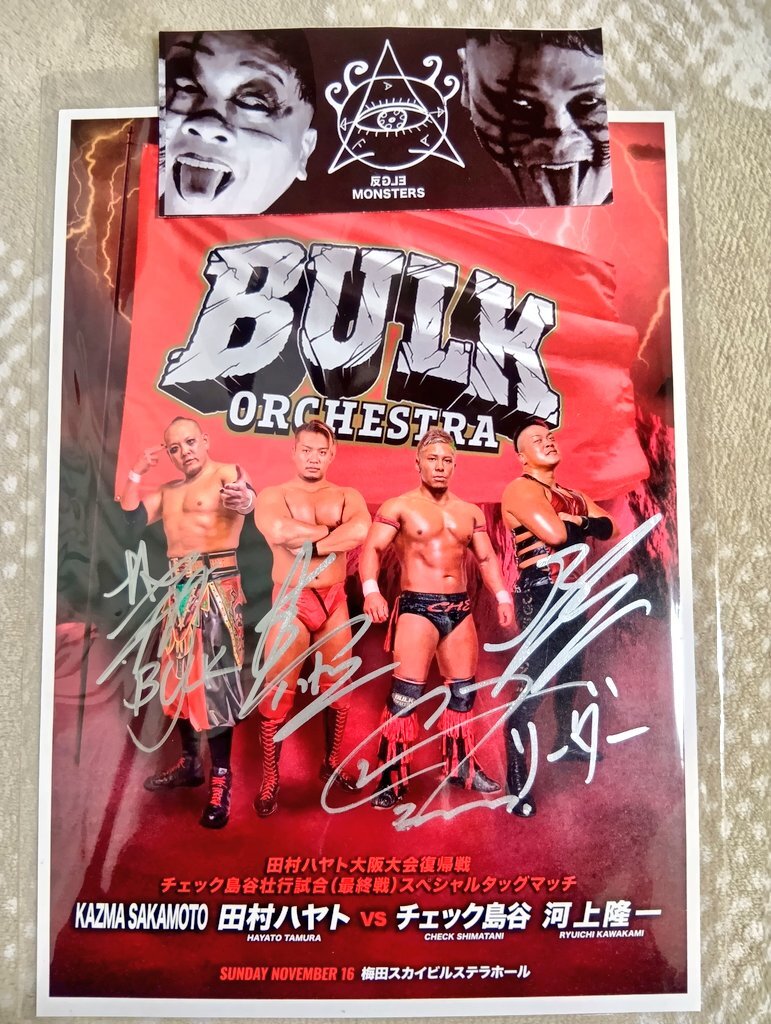 MONSTERS
BULK
ORCHESTRA
BULK
リーダー
田村ハヤト大阪大会復帰戦
チェック島谷壮行試合(最終戦)スペシャルタッグマッチ
KAZMA SAKAMOTO 田村ハヤト VS チェック島谷 河上隆一
HAYATO TAMURA CHECK SHIMATANI RYUICHI KAWAKAMI
SUNDAY NOVEMBER 16 梅田スカイビルステラホール